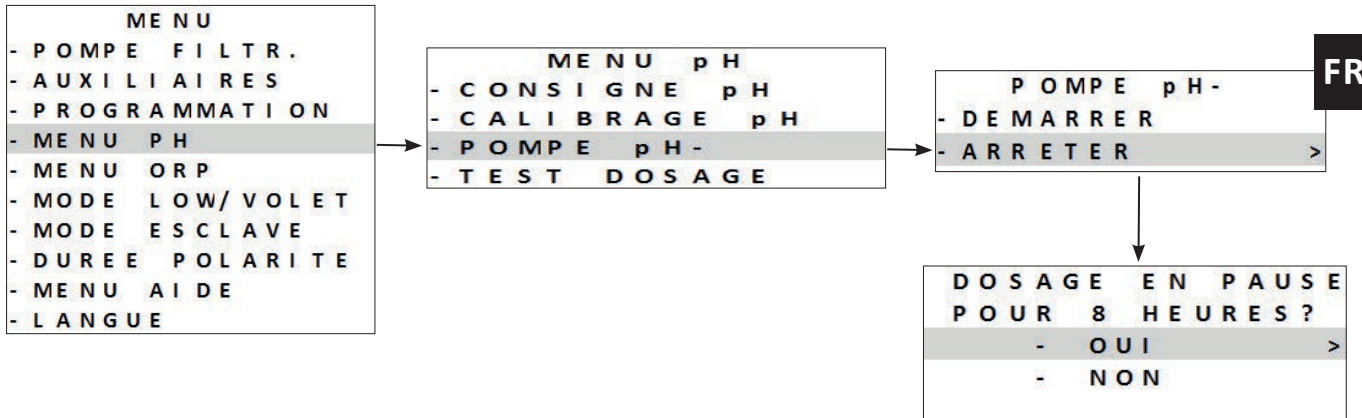 MENU
- POMPE FILTR.
- AUXILIAIRES
- PROGRAMMATION
- MENU PH
- MENU ORP
- MODE LOW/VOLET
- MODE ESCLAVE
- DUREE POLARITE
- MENU AIDE
- LANGUE
MENU pH
- CONSIGNE pH
- CALIBRAGE pH
- POMPE pH-
- TEST DOSAGE
POMPE pH-
- DEMARRER
- ARRETER >
FR
DOSAGE EN PAUSE
POUR 8 HEURES?
- OUI >
- NON